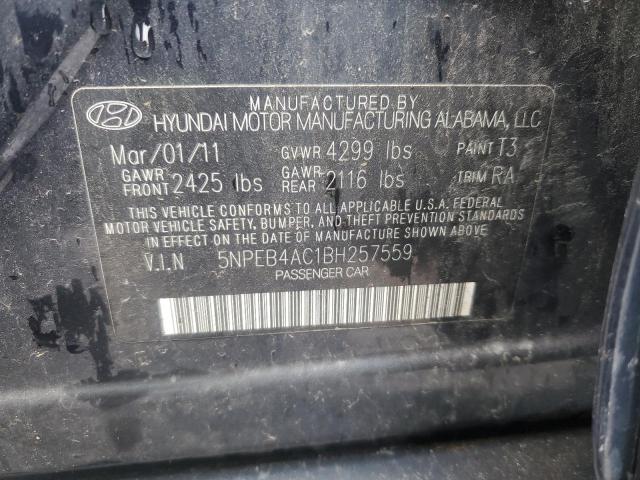 MANUFACTURED BY
HYUNDAI MOTOR MANUFACTURING ALABAMA, LLC
Mar/01/11 GVWR 4299 lbs PAINT T3
GAWR FRONT 2425 lbs GAWR REAR 2116 lbs TRIM RA
THIS VEHICLE CONFORMS TO ALL APPLICABLE U.S.A. FEDERAL
MOTOR VEHICLE SAFETY, BUMPER, AND THEFT PREVENTION STANDARDS
IN EFFECT ON THE DATE OF MANUFACTURE SHOWN ABOVE.
V.I.N 5NPEB4AC1BH257559
PASSENGER CAR